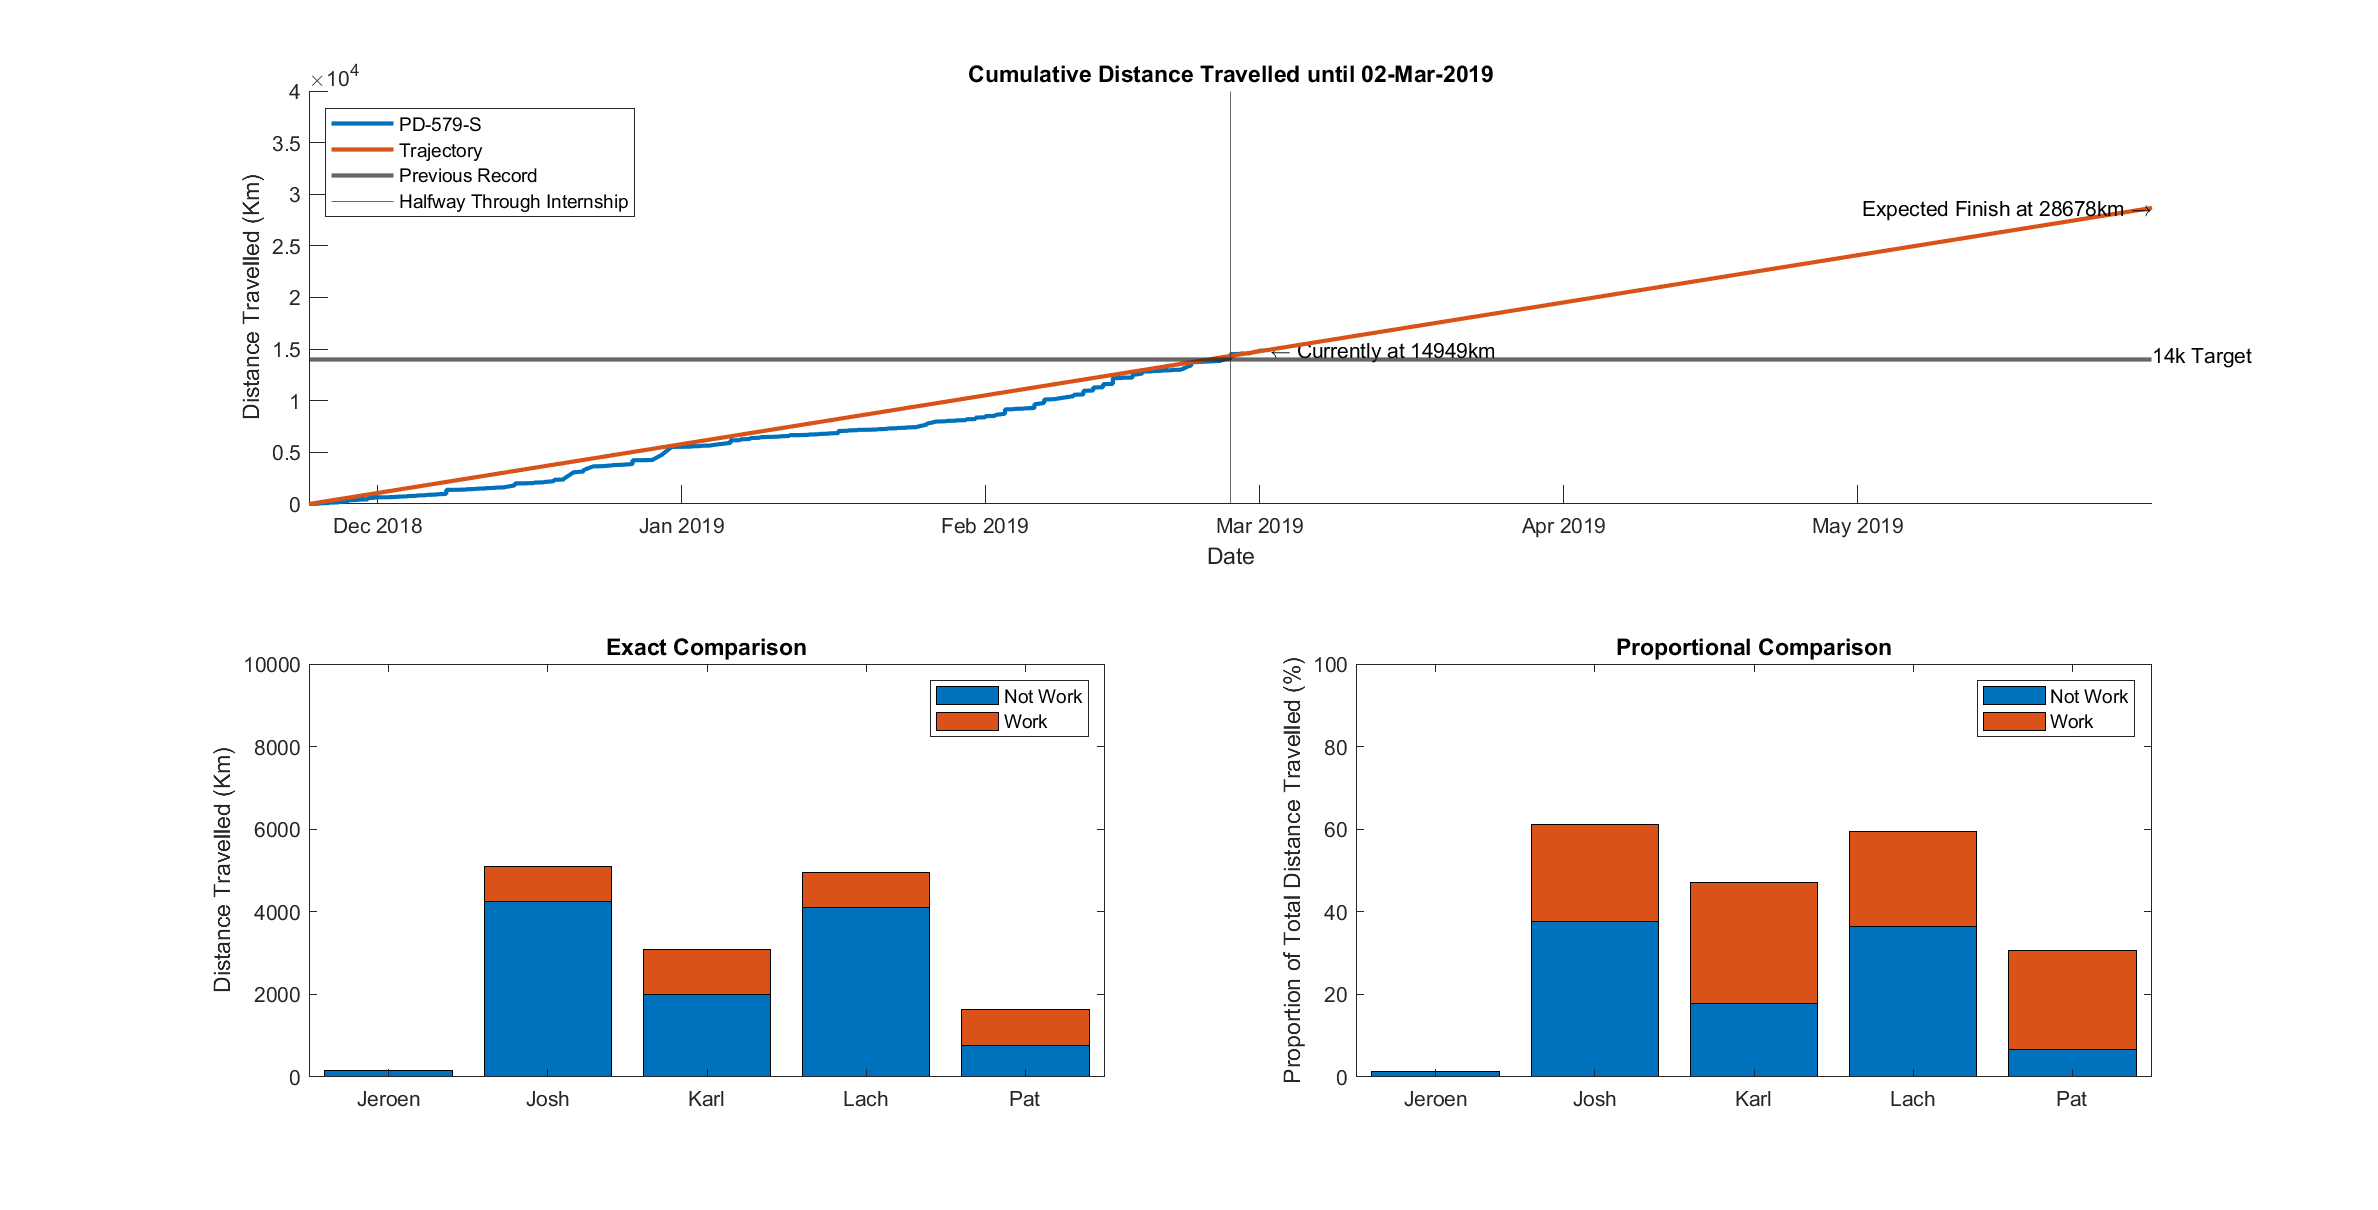 Cumulative Distance Travelled until 02-Mar-2019
×10⁴
4
3.5
3
2.5
2
1.5
1
0.5
0
Distance Travelled (Km)
PD-579-S
Trajectory
Previous Record
Halfway Through Internship
Expected Finish at 28678km →
← Currently at 14949km
14k Target
Dec 2018
Jan 2019
Feb 2019
Mar 2019
Apr 2019
May 2019
Date
Exact Comparison
10000
8000
6000
4000
2000
0
Distance Travelled (Km)
Not Work
Work
Jeroen
Josh
Karl
Lach
Pat
Proportional Comparison
100
80
60
40
20
0
Proportion of Total Distance Travelled (%)
Not Work
Work
Jeroen
Josh
Karl
Lach
Pat